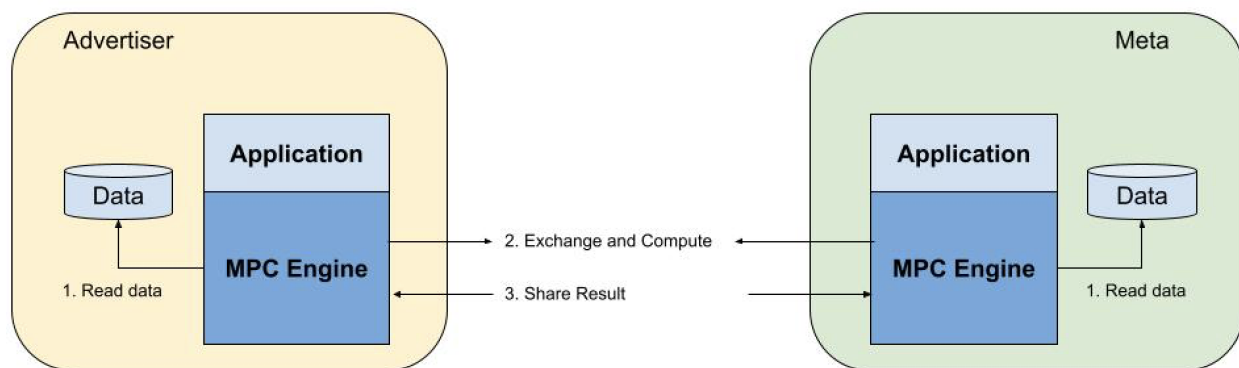 Advertiser
Meta
Application
Application
Data
Data
MPC Engine
2. Exchange and Compute
MPC Engine
1. Read data
3. Share Result
1. Read data